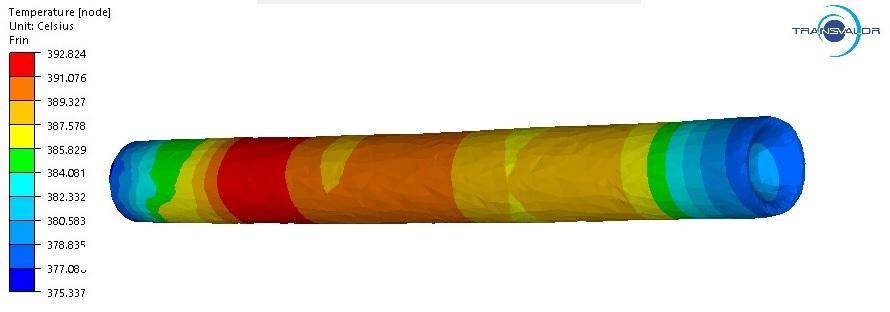 Temperature [node]
Unit: Celsius
Frin
392.824
391.076
389.327
387.578
385.829
384.081
382.332
380.583
378.835
375.337
TRANSVALOR